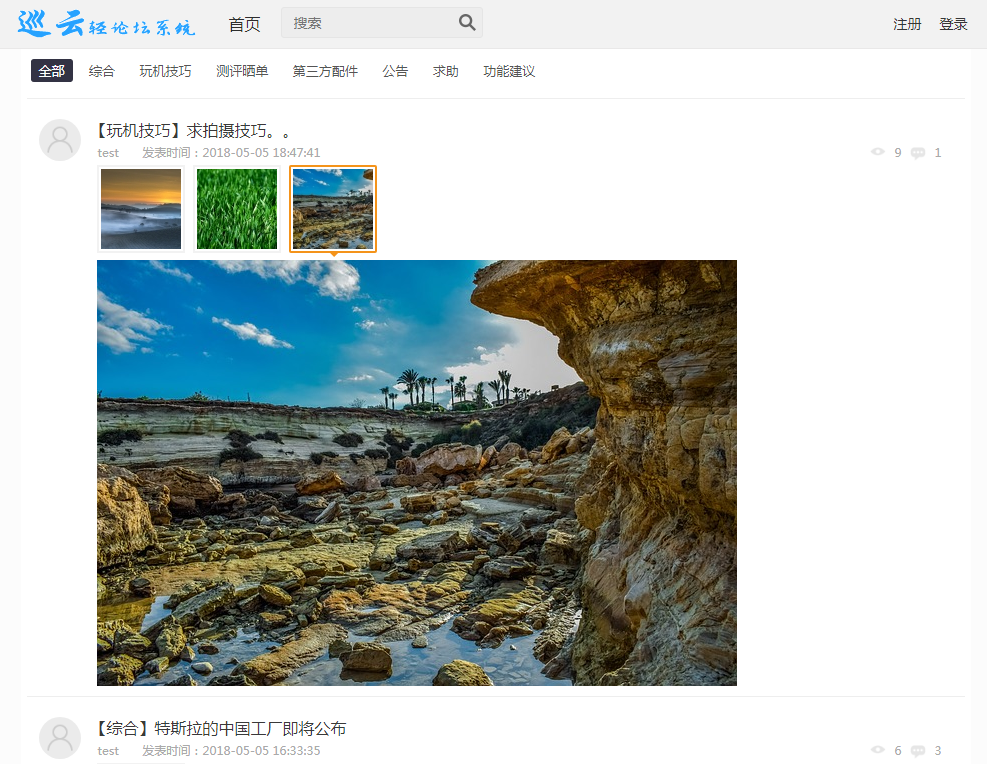 巡云轻论坛系统 首页 搜索 注册 登录
全部 综合 玩机技巧 测评晒单 第三方配件 公告 求助 功能建议
【玩机技巧】求拍摄技巧。。
test 发表时间：2018-05-05 18:47:41 9 1
【综合】特斯拉的中国工厂即将公布
test 发表时间：2018-05-05 16:33:35 6 3